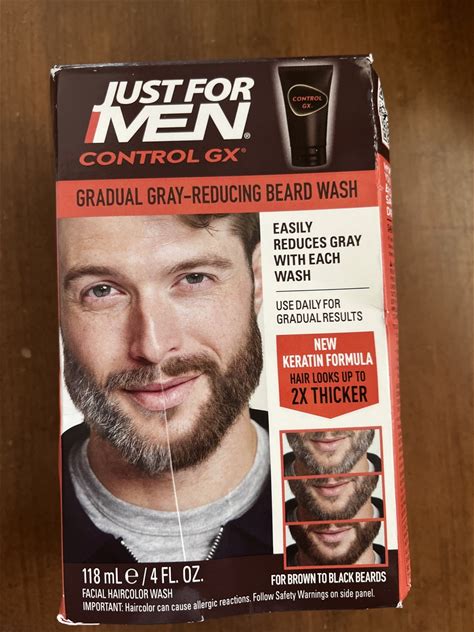 JUST FOR
MEN®
CONTROL GX®
CONTROL
GX
GRADUAL GRAY-REDUCING BEARD WASH
EASILY
REDUCES GRAY
WITH EACH
WASH
USE DAILY FOR
GRADUAL RESULTS
NEW
KERATIN FORMULA
HAIR LOOKS UP TO
2X THICKER
118 mL e / 4 FL. OZ.
FOR BROWN TO BLACK BEARDS
FACIAL HAIRCOLOR WASH
IMPORTANT: Haircolor can cause allergic reactions. Follow Safety Warnings on side panel.